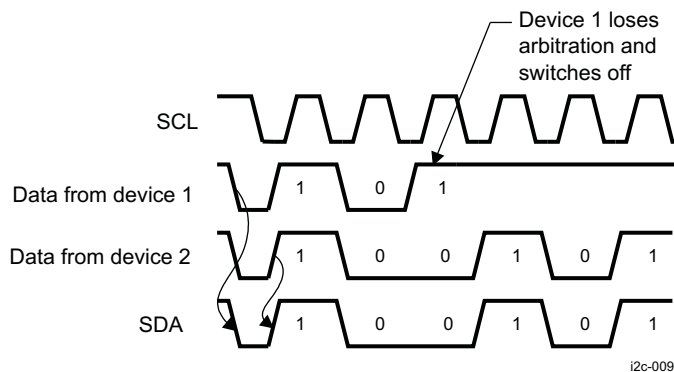 Device 1 loses
arbitration and
switches off
SCL
Data from device 1 1 0 1
Data from device 2 1 0 0 1 0 1
SDA 1 0 0 1 0 1
i2c-009